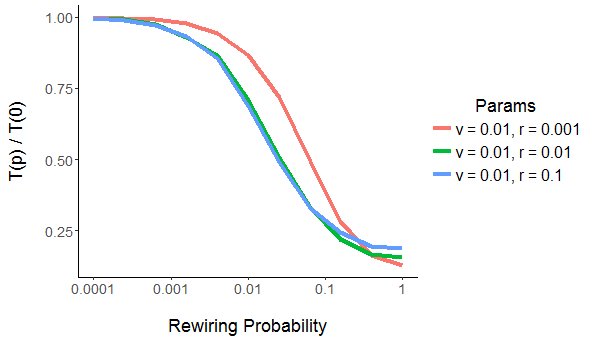 1.00
0.75
0.50
0.25
T(p) / T(0)
0.0001
0.001
0.01
0.1
1
Rewiring Probability
Params
v = 0.01, r = 0.001
v = 0.01, r = 0.01
v = 0.01, r = 0.1